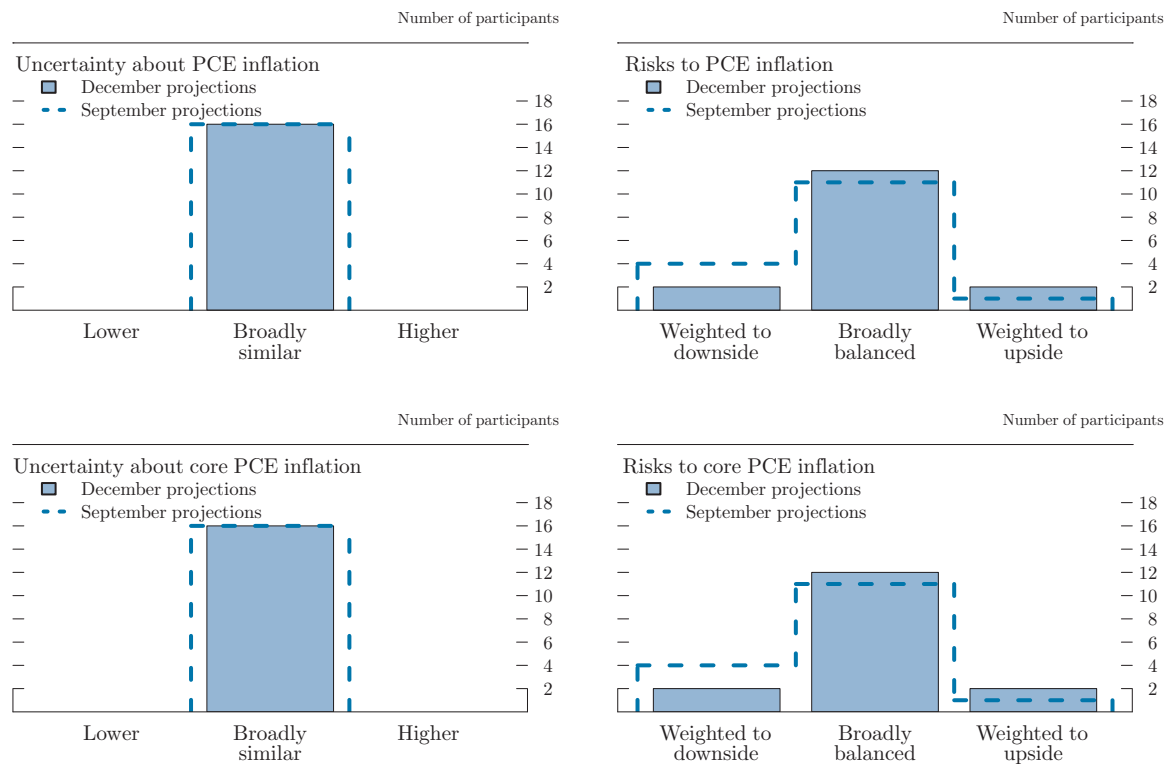 Number of participants
Uncertainty about PCE inflation
December projections
September projections
18
16
14
12
10
8
6
4
2
Lower
Broadly
similar
Higher
Number of participants
Risks to PCE inflation
December projections
September projections
18
16
14
12
10
8
6
4
2
Weighted to
downside
Broadly
balanced
Weighted to
upside
Number of participants
Uncertainty about core PCE inflation
December projections
September projections
18
16
14
12
10
8
6
4
2
Lower
Broadly
similar
Higher
Number of participants
Risks to core PCE inflation
December projections
September projections
18
16
14
12
10
8
6
4
2
Weighted to
downside
Broadly
balanced
Weighted to
upside